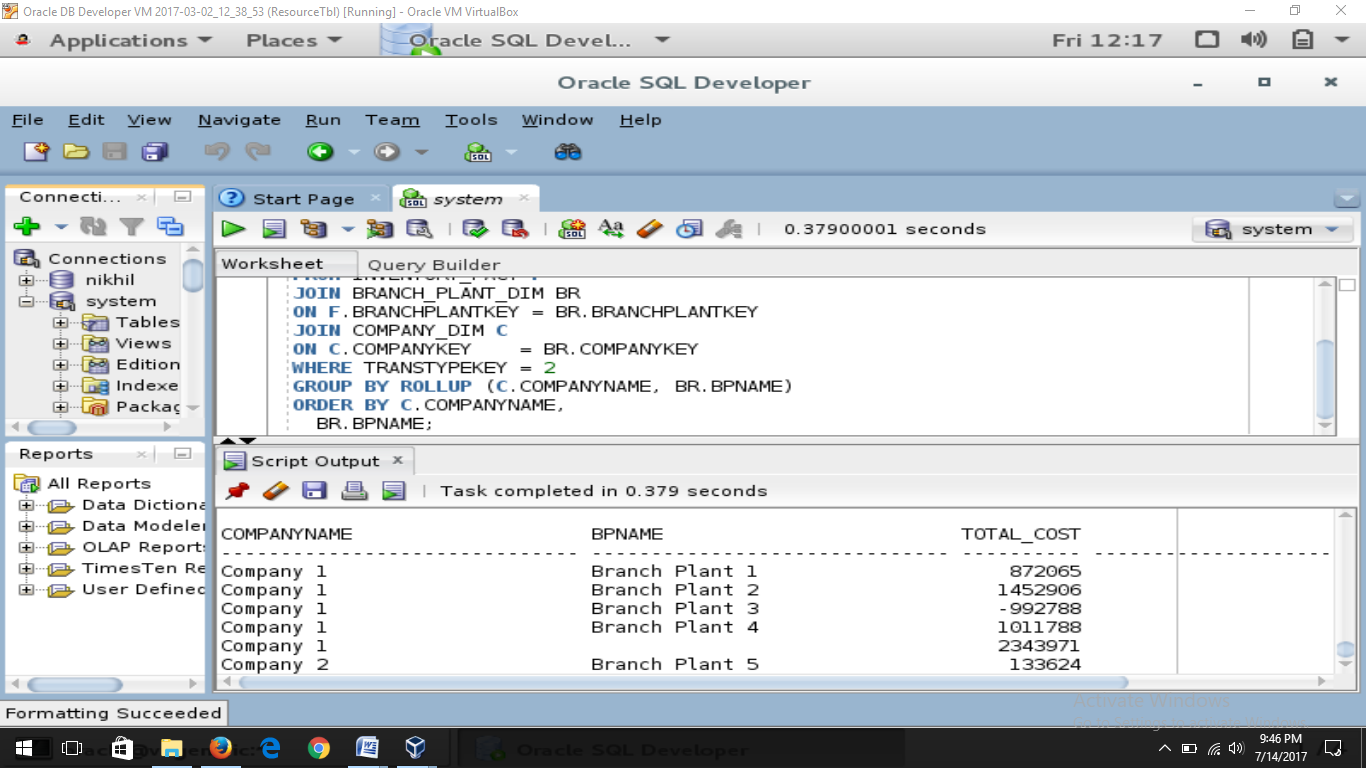 Oracle DB Developer VM 2017-03-02_12_38_53 (ResourceTbl) [Running] - Oracle VM VirtualBox
Applications Places Oracle SQL Devel... Fri 12:17
Oracle SQL Developer
File Edit View Navigate Run Team Tools Window Help
Connecti...
Connections
nikhil
system
Tables
Views
Edition
Indexe
Packag
Reports
All Reports
Data Dictiona
Data Modeler
OLAP Reports
TimesTen Re
User Defined
Start Page system
0.37900001 seconds system
Worksheet Query Builder
JOIN BRANCH_PLANT_DIM BR
ON F.BRANCHPLANTKEY = BR.BRANCHPLANTKEY
JOIN COMPANY_DIM C
ON C.COMPANYKEY = BR.COMPANYKEY
WHERE TRANSTYPEKEY = 2
GROUP BY ROLLUP (C.COMPANYNAME, BR.BPNAME)
ORDER BY C.COMPANYNAME,
BR.BPNAME;
Script Output
Task completed in 0.379 seconds
COMPANYNAME BPNAME TOTAL_COST
Company 1 Branch Plant 1 872065
Company 1 Branch Plant 2 1452906
Company 1 Branch Plant 3 -992788
Company 1 Branch Plant 4 1011788
Company 1 2343971
Company 2 Branch Plant 5 133624
Activate Windows
Formatting Succeeded
Oracle SQL Developer
9:46 PM
7/14/2017